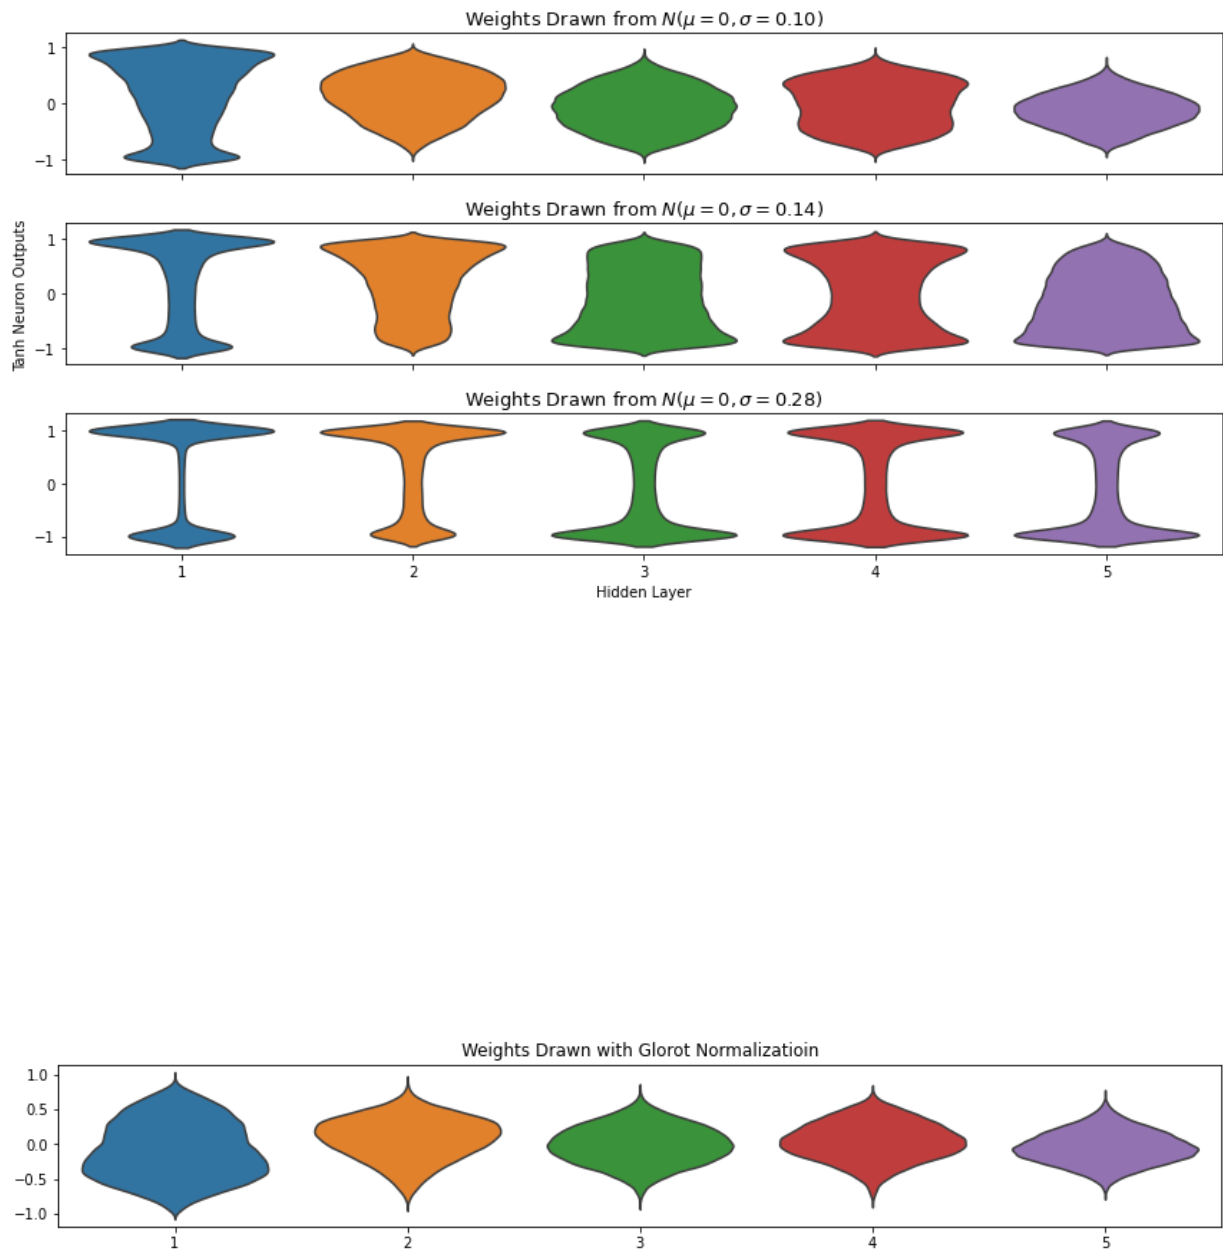 Weights Drawn from N(μ = 0, σ = 0.10)
1
0
−1
Weights Drawn from N(μ = 0, σ = 0.14)
Tanh Neuron Outputs
1
0
−1
Weights Drawn from N(μ = 0, σ = 0.28)
1
0
−1
1 2 3 4 5
Hidden Layer
Weights Drawn with Glorot Normalizatioin
1.0
0.5
0.0
−0.5
−1.0
1 2 3 4 5